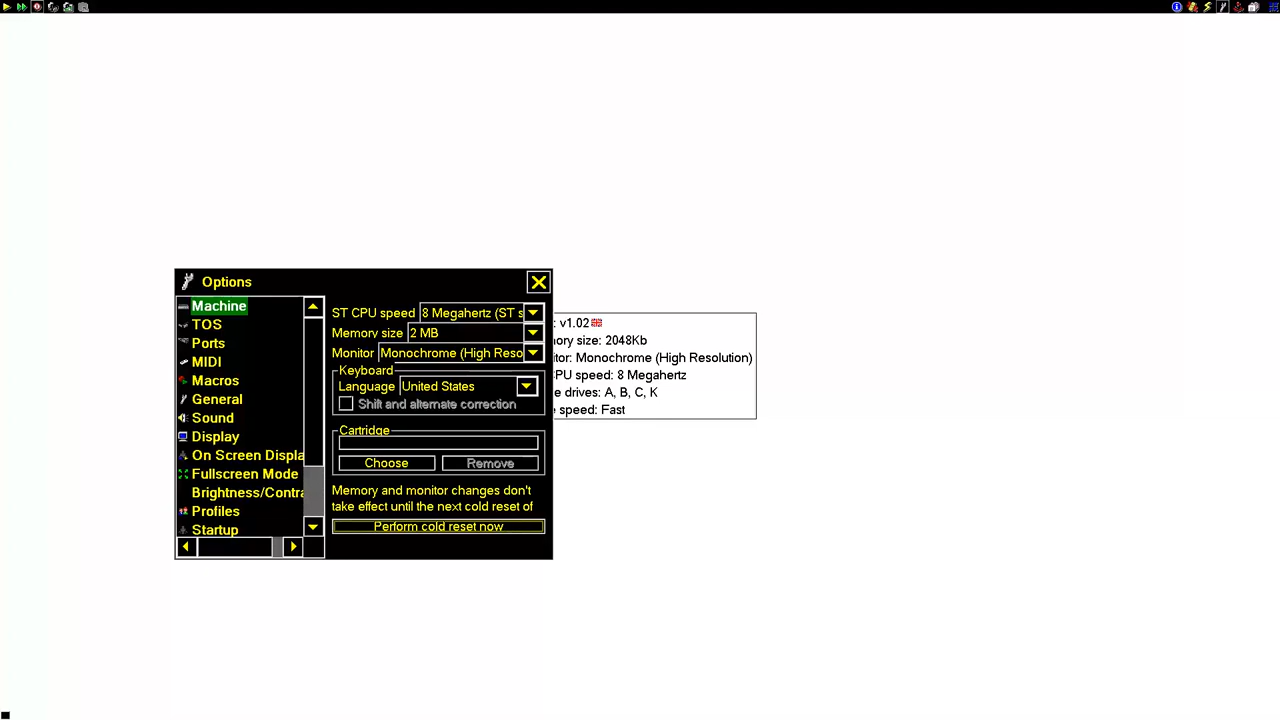 Options
Machine
TOS
Ports
MIDI
Macros
General
Sound
Display
On Screen Displa
Fullscreen Mode
Brightness/Contra
Profiles
Startup
ST CPU speed 8 Megahertz (ST s
Memory size 2 MB
Monitor Monochrome (High Reso
Keyboard
Language United States
Shift and alternate correction
Cartridge
Choose Remove
Memory and monitor changes don't
take effect until the next cold reset of
Perform cold reset now
: v1.02
ory size: 2048Kb
itor: Monochrome (High Resolution)
CPU speed: 8 Megahertz
e drives: A, B, C, K
e speed: Fast